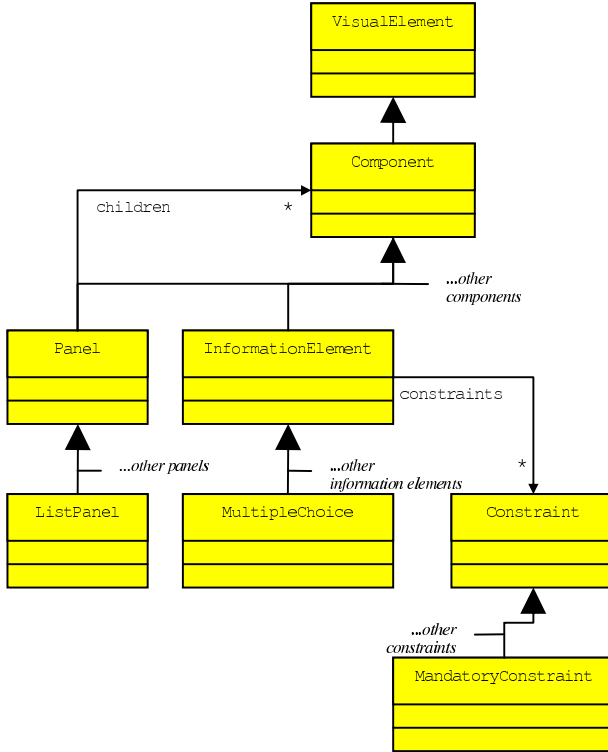 VisualElement
Component
children
*
...other
components
Panel
InformationElement
constraints
...other panels
...other
information elements
*
ListPanel
MultipleChoice
Constraint
...other
constraints
MandatoryConstraint